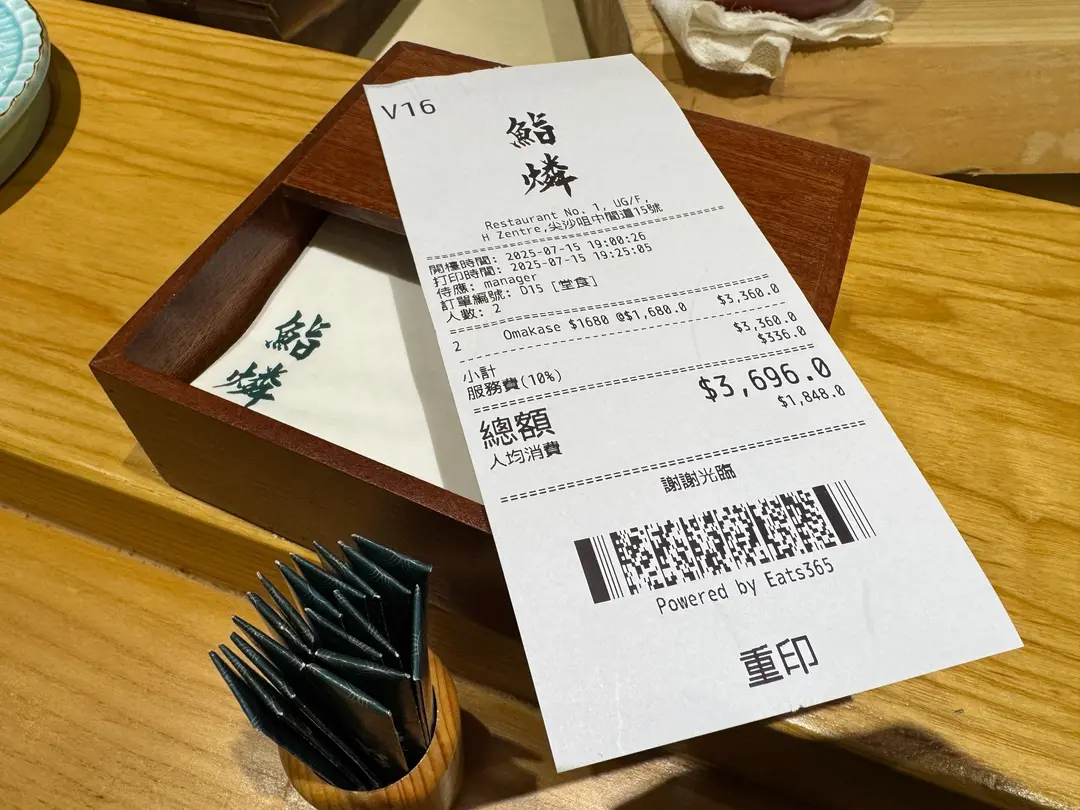 V16
鮨
燐
Restaurant No. 1, UG/F,
H Zentre,尖沙咀中間道15號
開檯時間: 2025-07-15 19:00:26
打印時間: 2025-07-15 19:25:05
侍應: manager
訂單編號: D15 [堂食]
人數: 2
2 Omakase $1680 @$1,680.0 $3,360.0
小計 $3,360.0
服務費(10%) $336.0
總額 $3,696.0
人均消費 $1,848.0
謝謝光臨
Powered by Eats365
重印
鮨
燐